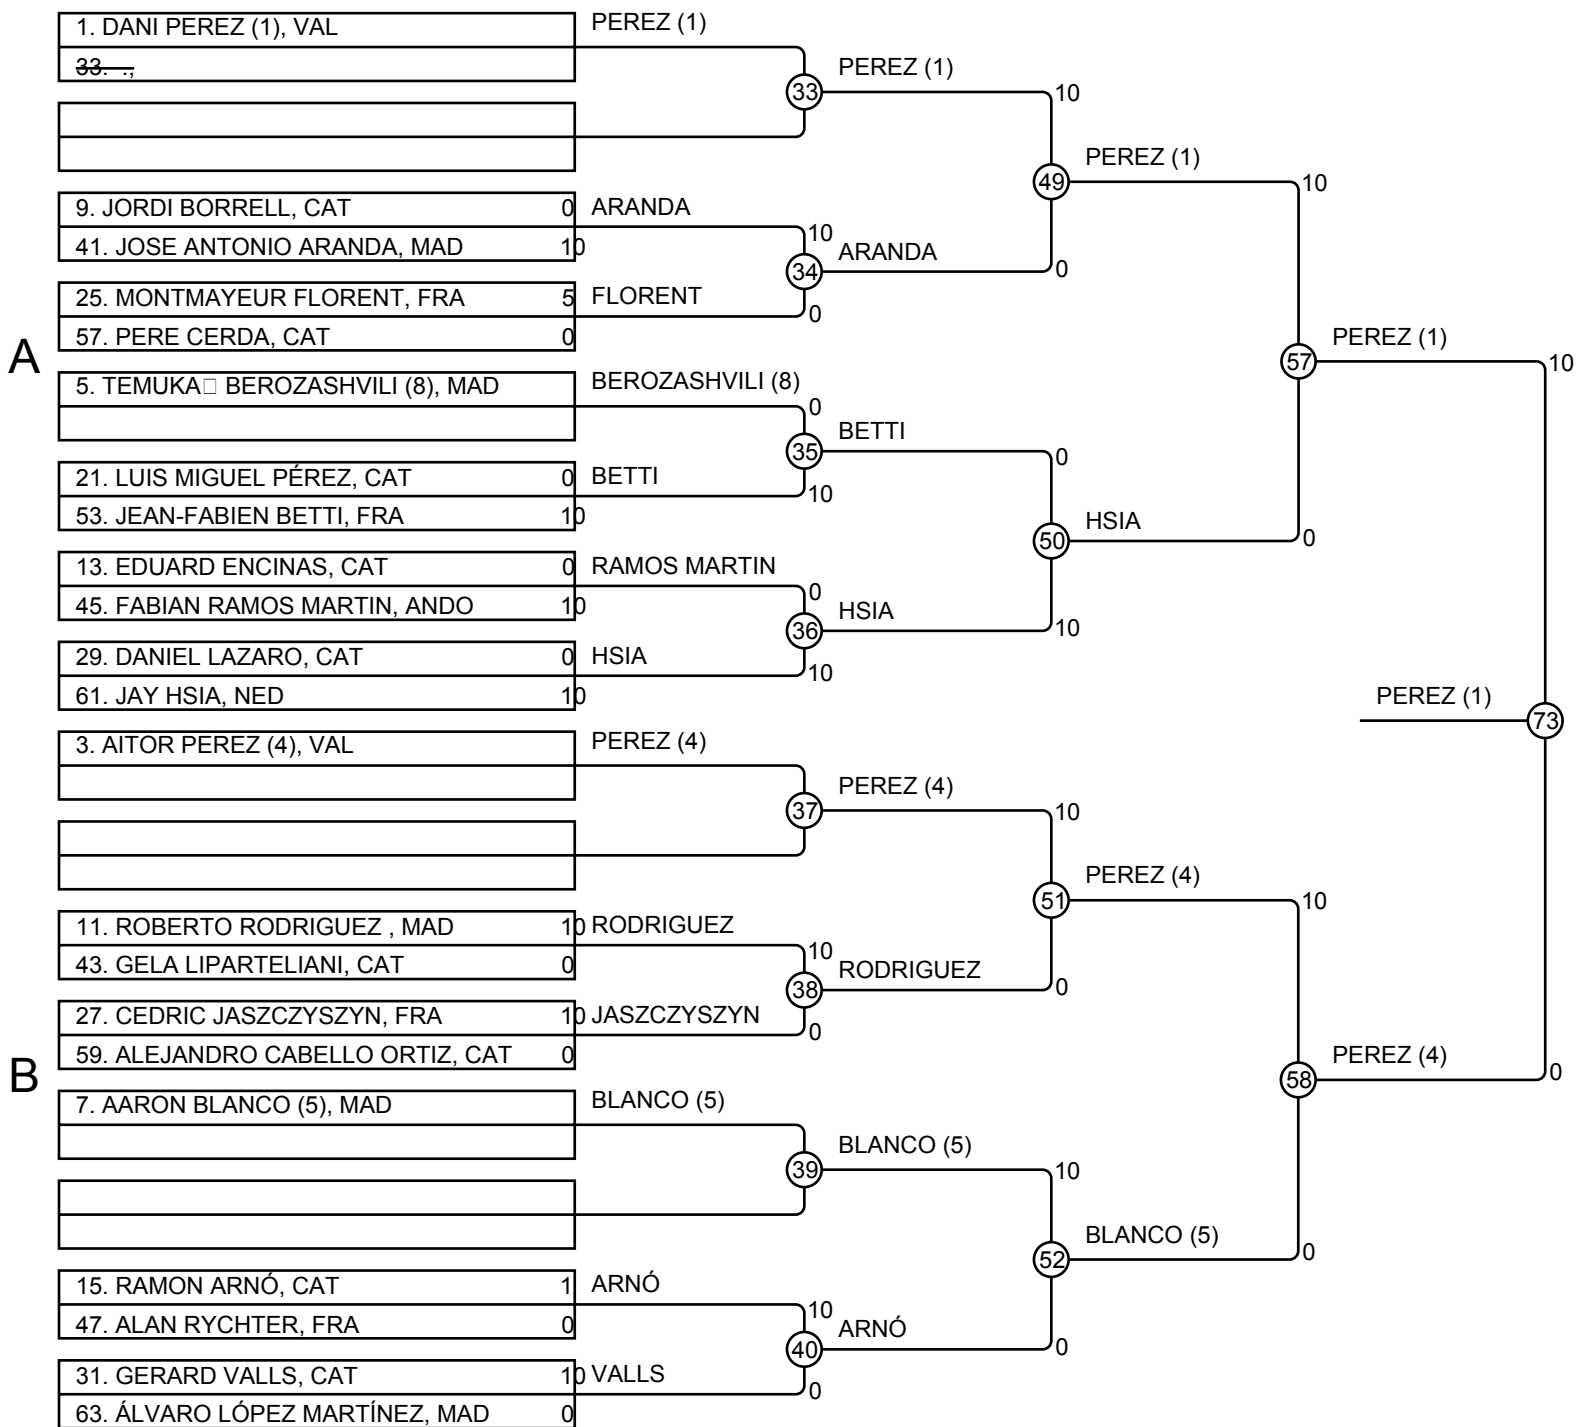 1. DANI PEREZ (1), VAL
PEREZ (1)
33. .,
33
PEREZ (1)
10
PEREZ (1)
49
10
9. JORDI BORRELL, CAT 0
ARANDA
41. JOSE ANTONIO ARANDA, MAD 10
10
ARANDA
34
0
25. MONTMAYEUR FLORENT, FRA 5
FLORENT
0
57. PERE CERDA, CAT 0
A
PEREZ (1)
57
10
5. TEMUKA□ BEROZASHVILI (8), MAD
BEROZASHVILI (8)
0
BETTI
35
0
21. LUIS MIGUEL PÉREZ, CAT 0
BETTI
10
53. JEAN-FABIEN BETTI, FRA 10
HSIA
50
0
13. EDUARD ENCINAS, CAT 0
RAMOS MARTIN
0
45. FABIAN RAMOS MARTIN, ANDO 10
HSIA
36
10
29. DANIEL LAZARO, CAT 0
HSIA
10
61. JAY HSIA, NED 10
PEREZ (1)
73
3. AITOR PEREZ (4), VAL
PEREZ (4)
PEREZ (4)
37
10
PEREZ (4)
51
10
11. ROBERTO RODRIGUEZ , MAD 10
RODRIGUEZ
10
43. GELA LIPARTELIANI, CAT 0
RODRIGUEZ
38
0
27. CEDRIC JASZCZYSZYN, FRA 10
JASZCZYSZYN
0
59. ALEJANDRO CABELLO ORTIZ, CAT 0
PEREZ (4)
58
0
B
7. AARON BLANCO (5), MAD
BLANCO (5)
BLANCO (5)
39
10
BLANCO (5)
52
0
15. RAMON ARNÓ, CAT 1
ARNÓ
10
47. ALAN RYCHTER, FRA 0
ARNÓ
40
0
31. GERARD VALLS, CAT 10
VALLS
0
63. ÁLVARO LÓPEZ MARTÍNEZ, MAD 0